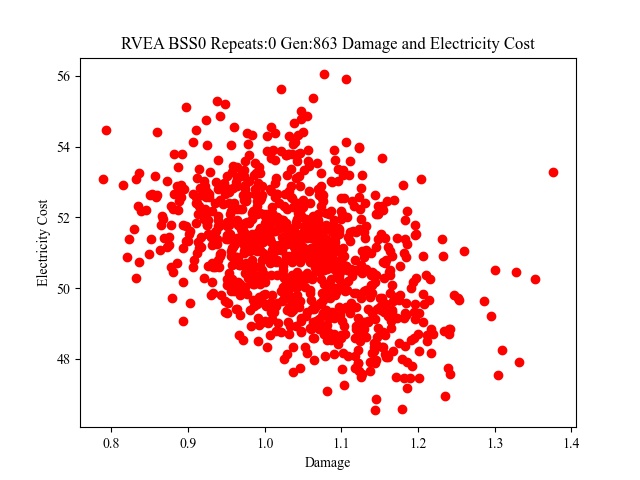 RVEA BSS0 Repeats:0 Gen:863 Damage and Electricity Cost
56
54
52
50
48
Electricity Cost
0.8 0.9 1.0 1.1 1.2 1.3 1.4
Damage